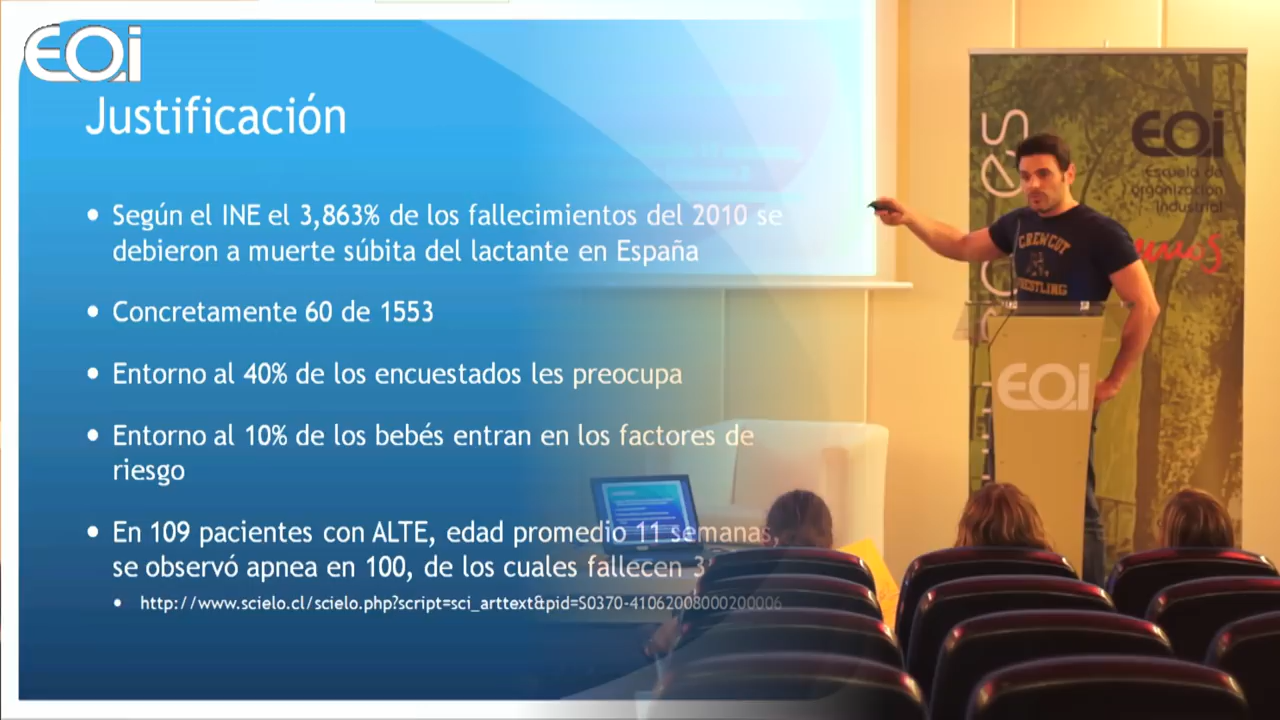 EOi
Justificación
• Según el INE el 3,863% de los fallecimientos del 2010 se
debieron a muerte súbita del lactante en España
• Concretamente 60 de 1553
• Entorno al 40% de los encuestados les preocupa
• Entorno al 10% de los bebés entran en los factores de
riesgo
• En 109 pacientes con ALTE, edad promedio 11 semanas,
se observó apnea en 100, de los cuales fallecen 3
• http://www.scielo.cl/scielo.php?script=sci_arttext&pid=S0370-41062008000200006
EOi
Escuela de
organización
industrial
CREWCUT
WRESTLING
EOi